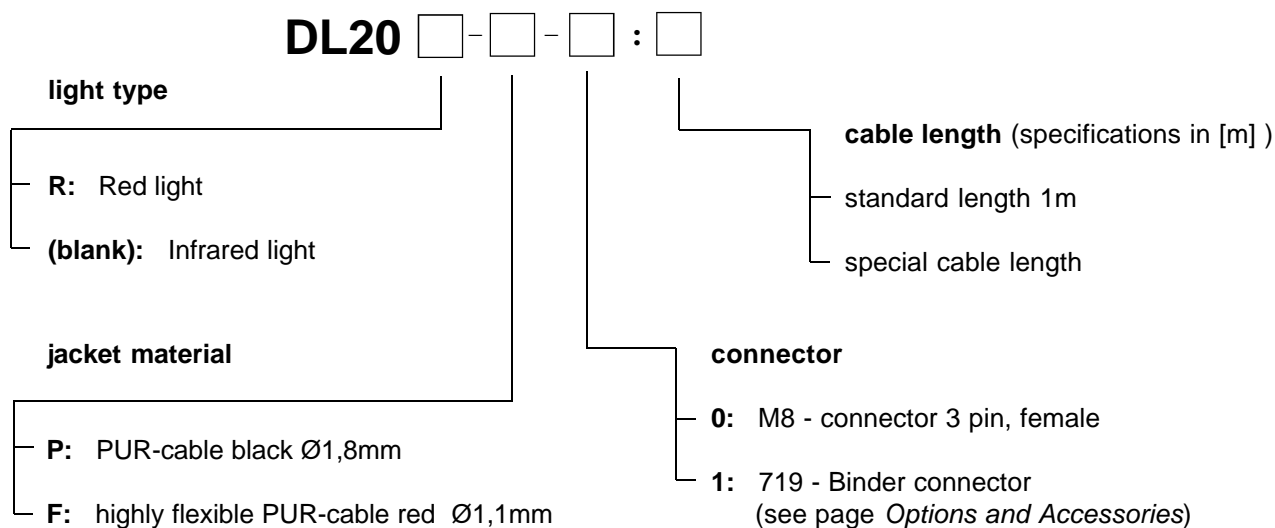 DL20 - - :
light type
R: Red light
(blank): Infrared light
cable length (specifications in [m] )
standard length 1m
special cable length
jacket material
P: PUR-cable black Ø1,8mm
F: highly flexible PUR-cable red Ø1,1mm
connector
0: M8 - connector 3 pin, female
1: 719 - Binder connector
(see page Options and Accessories)